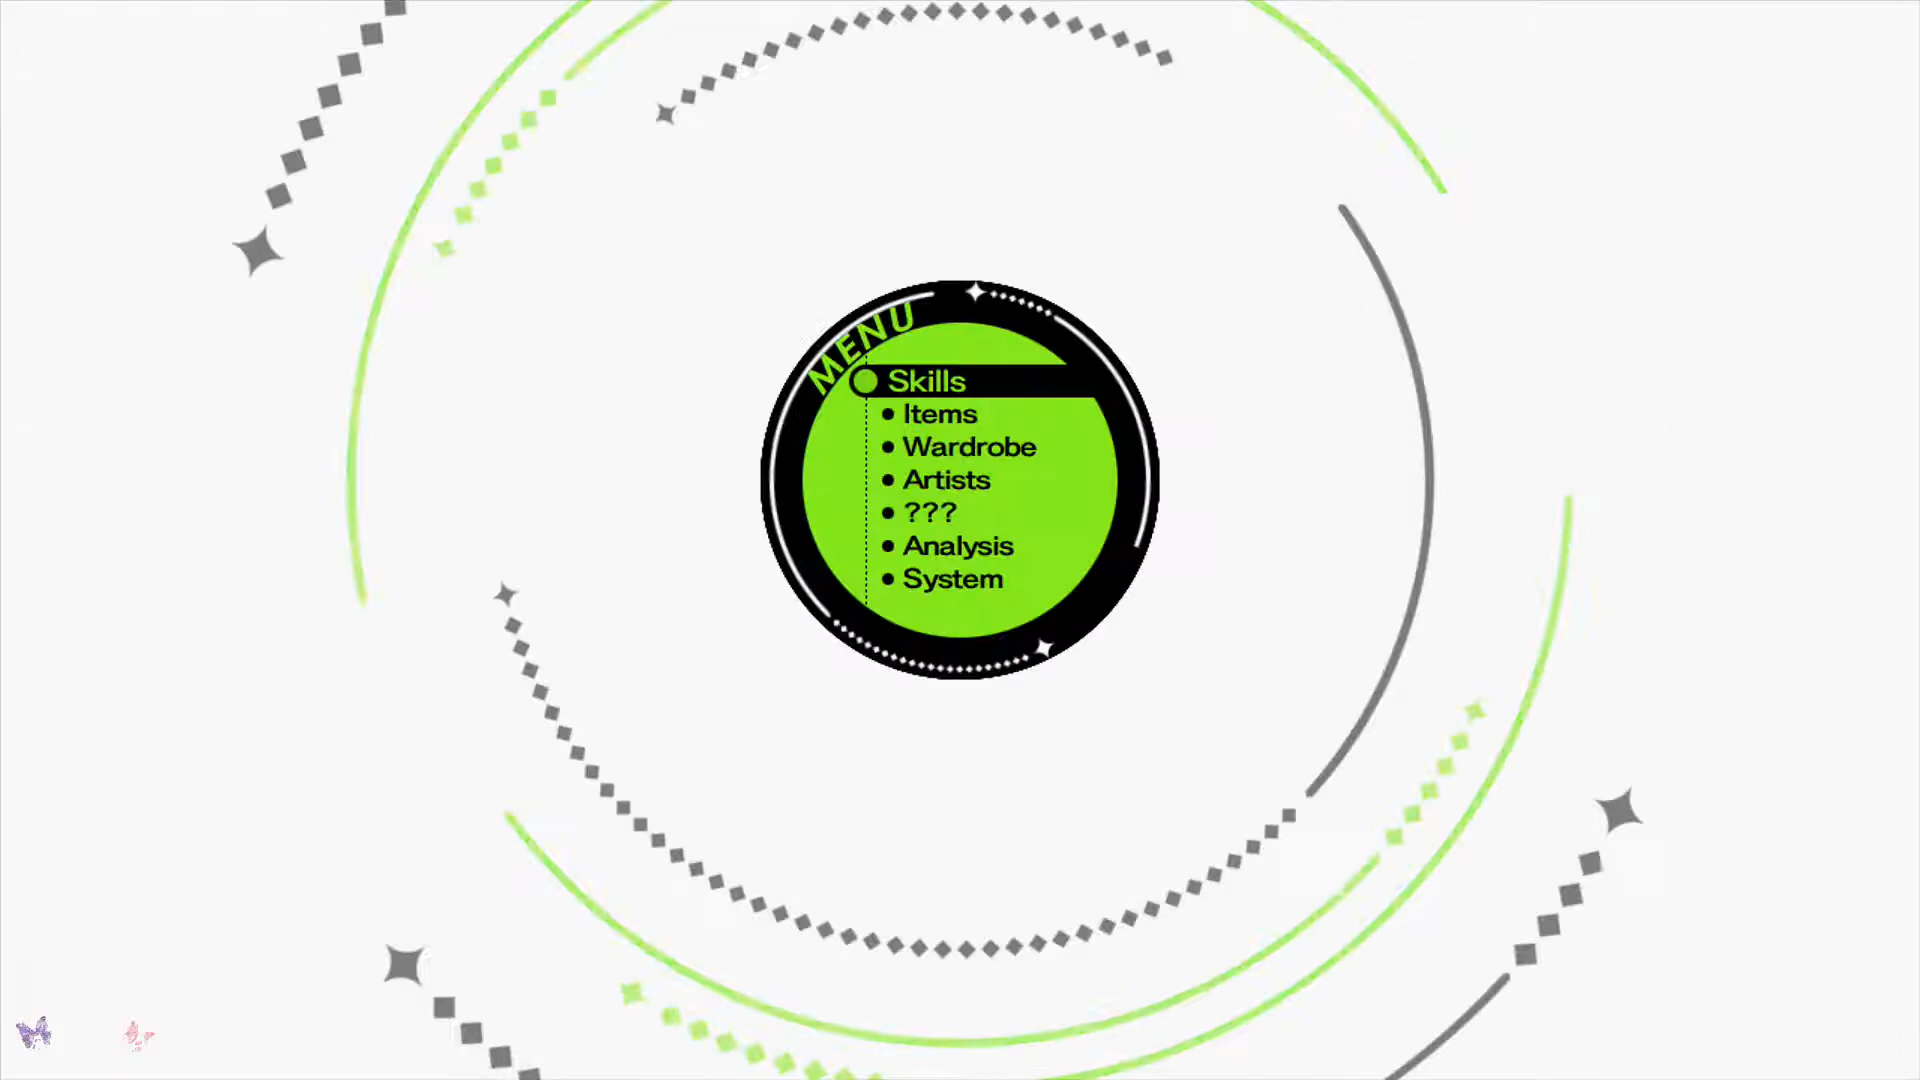 MENU
Skills
Items
Wardrobe
Artists
???
Analysis
System